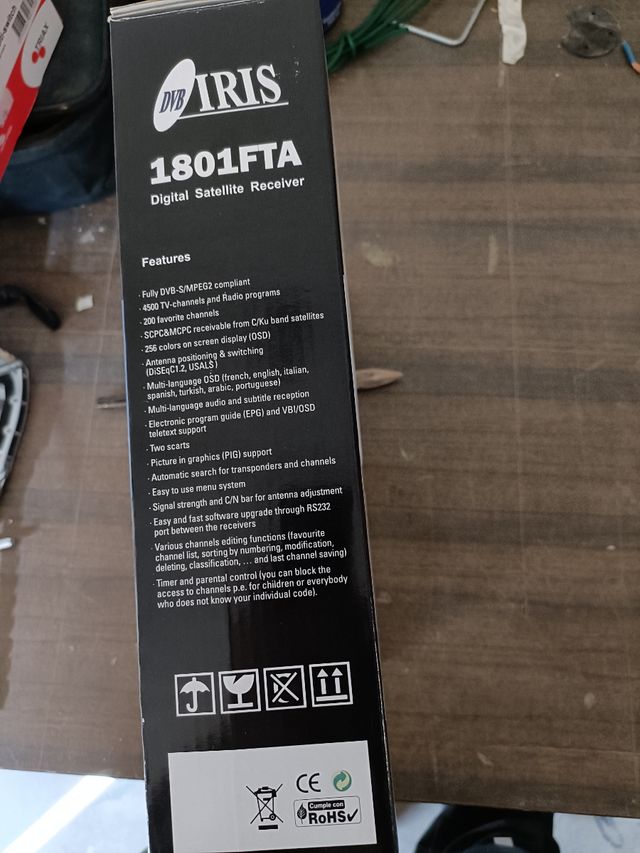 DVB IRIS
1801FTA
Digital Satellite Receiver
Features
· Fully DVB-S/MPEG2 compliant
· 4500 TV-channels and Radio programs
· 200 favorite channels
· SCPC&MCPC receivable from C/Ku band satellites
· 256 colors on screen display (OSD)
· Antenna positioning & switching
(DiSEqC1.2, USALS )
· Multi-language OSD (french, english, italian,
spanish, turkish, arabic, portuguese)
· Multi-language audio and subtitle reception
· Electronic program guide (EPG) and VBI/OSD
teletext support
· Two scarts
· Picture in graphics (PIG) support
· Automatic search for transponders and channels
· Easy to use menu system
· Signal strength and C/N bar for antenna adjustment
· Easy and fast software upgrade through RS232
port between the receivers
· Various channels editing functions (favourite
channel list, sorting by numbering, modification,
deleting, classification, ... and last channel saving)
· Timer and parental control (you can block the
access to channels p.e. for children or everybody
who does not know your individual code).
CE
Cumple con
RoHS
TRIAX